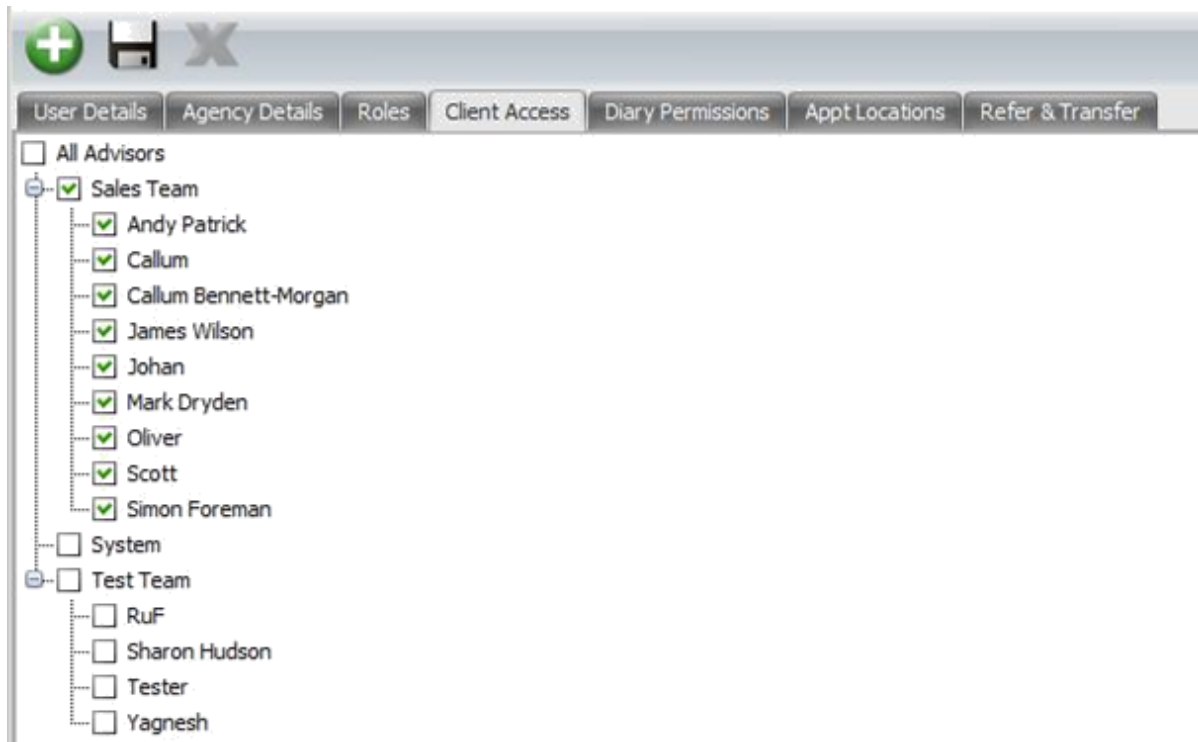 User Details Agency Details Roles Client Access Diary Permissions Appt Locations Refer & Transfer
All Advisors
Sales Team
Andy Patrick
Callum
Callum Bennett-Morgan
James Wilson
Johan
Mark Dryden
Oliver
Scott
Simon Foreman
System
Test Team
RuF
Sharon Hudson
Tester
Yagnesh